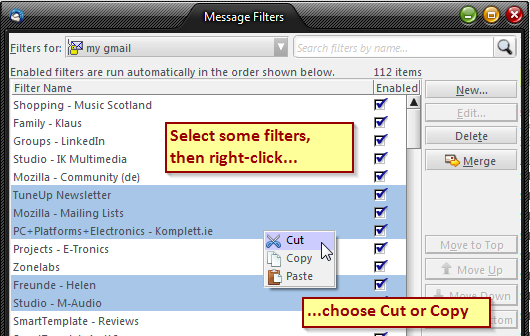 Message Filters
Filters for: my gmail
Search filters by name...
Enabled filters are run automatically in the order shown below. 112 items
Filter Name Enabled
Shopping - Music Scotland
Family - Klaus
Groups - LinkedIn
Studio - IK Multimedia
Mozilla - Community (de)
TuneUp Newsletter
Mozilla - Mailing Lists
PC+Platforms+Electronics - Komplett.ie
Projects - E-Tronics
Zonelabs
Freunde - Helen
Studio - M-Audio
SmartTemplate - Reviews
Select some filters,
then right-click...
Cut
Copy
Paste
...choose Cut or Copy
New...
Edit...
Delete
Merge
Move to Top
Move Up
Move Down